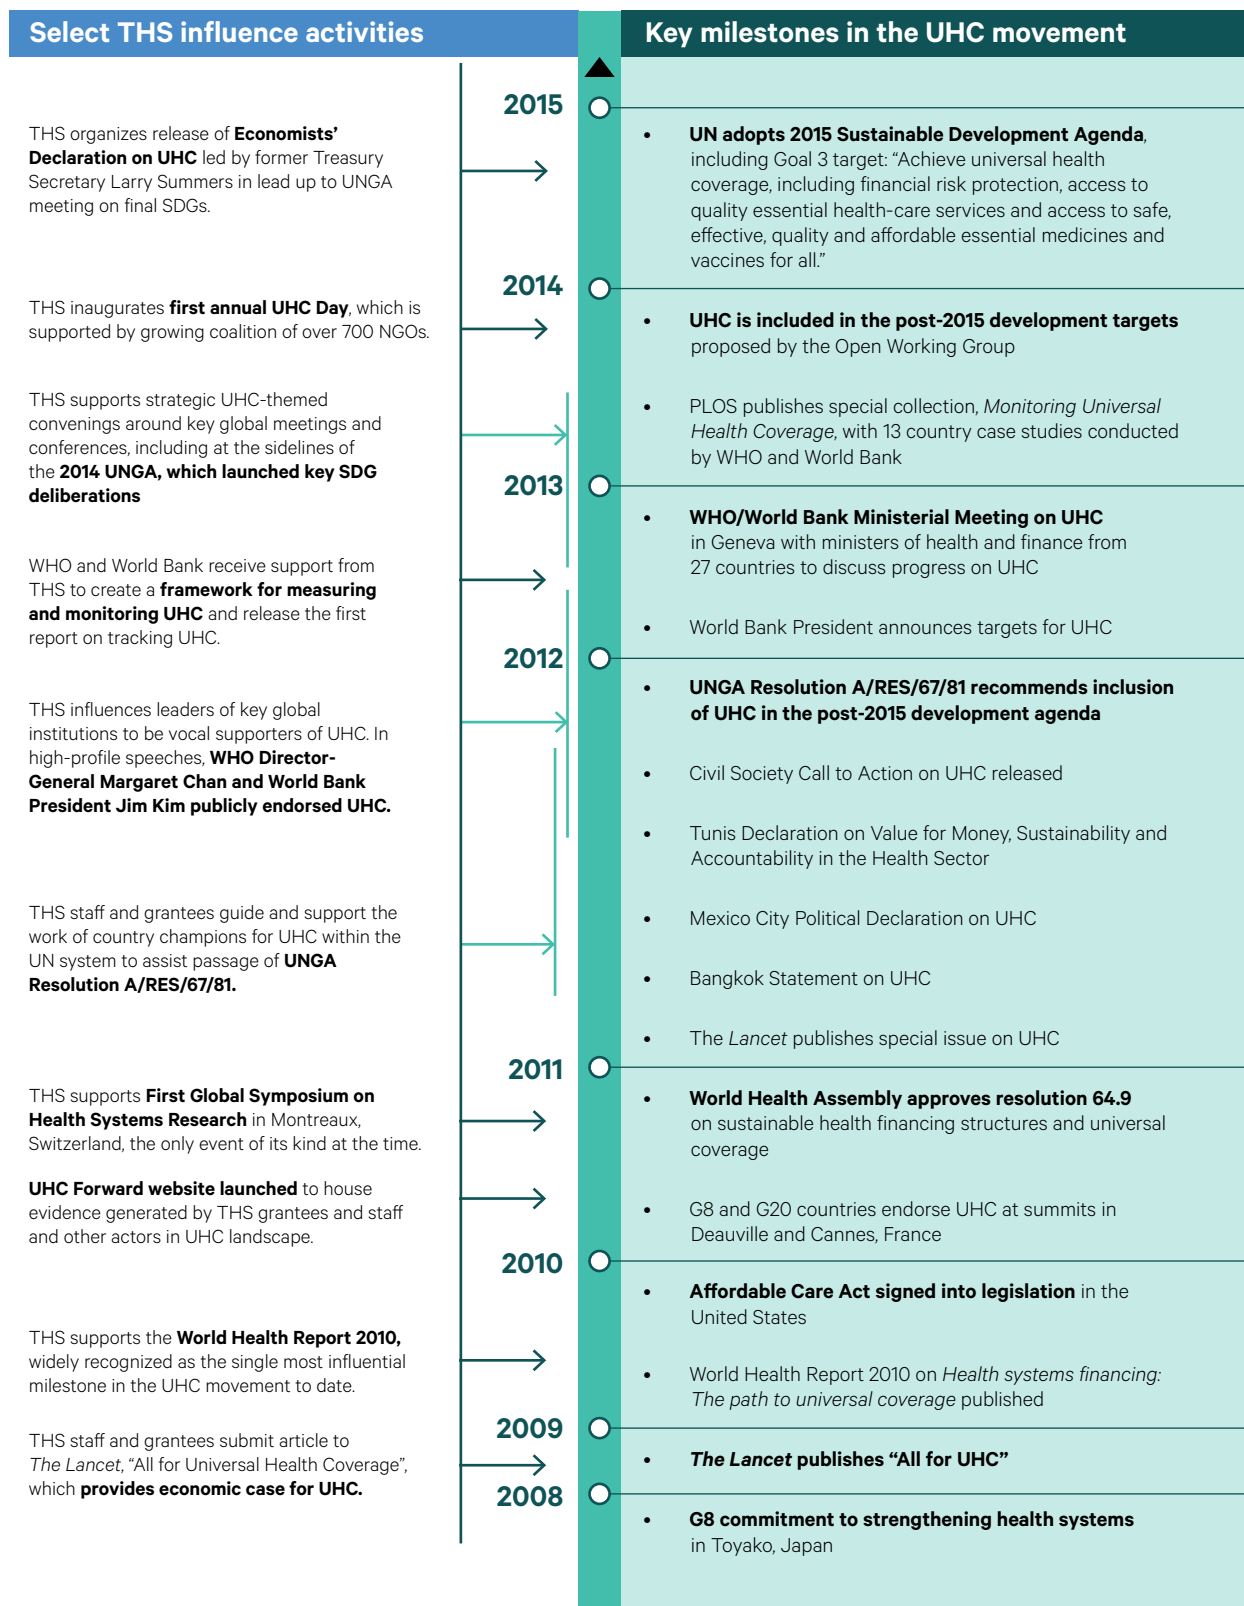 Select THS influence activities
Key milestones in the UHC movement
2015
THS organizes release of Economists’
Declaration on UHC led by former Treasury
Secretary Larry Summers in lead up to UNGA
meeting on final SDGs.
• UN adopts 2015 Sustainable Development Agenda,
including Goal 3 target: “Achieve universal health
coverage, including financial risk protection, access to
quality essential health-care services and access to safe,
effective, quality and affordable essential medicines and
vaccines for all.”
2014
THS inaugurates first annual UHC Day, which is
supported by growing coalition of over 700 NGOs.
THS supports strategic UHC-themed
convenings around key global meetings and
conferences, including at the sidelines of
the 2014 UNGA, which launched key SDG
deliberations
• UHC is included in the post-2015 development targets
proposed by the Open Working Group
• PLOS publishes special collection, Monitoring Universal
Health Coverage, with 13 country case studies conducted
by WHO and World Bank
2013
WHO and World Bank receive support from
THS to create a framework for measuring
and monitoring UHC and release the first
report on tracking UHC.
• WHO/World Bank Ministerial Meeting on UHC
in Geneva with ministers of health and finance from
27 countries to discuss progress on UHC
• World Bank President announces targets for UHC
2012
THS influences leaders of key global
institutions to be vocal supporters of UHC. In
high-profile speeches, WHO Director-
General Margaret Chan and World Bank
President Jim Kim publicly endorsed UHC.
THS staff and grantees guide and support the
work of country champions for UHC within the
UN system to assist passage of UNGA
Resolution A/RES/67/81.
• UNGA Resolution A/RES/67/81 recommends inclusion
of UHC in the post-2015 development agenda
• Civil Society Call to Action on UHC released
• Tunis Declaration on Value for Money, Sustainability and
Accountability in the Health Sector
• Mexico City Political Declaration on UHC
• Bangkok Statement on UHC
• The Lancet publishes special issue on UHC
2011
THS supports First Global Symposium on
Health Systems Research in Montreaux,
Switzerland, the only event of its kind at the time.
UHC Forward website launched to house
evidence generated by THS grantees and staff
and other actors in UHC landscape.
• World Health Assembly approves resolution 64.9
on sustainable health financing structures and universal
coverage
• G8 and G20 countries endorse UHC at summits in
Deauville and Cannes, France
2010
THS supports the World Health Report 2010,
widely recognized as the single most influential
milestone in the UHC movement to date.
• Affordable Care Act signed into legislation in the
United States
• World Health Report 2010 on Health systems financing:
The path to universal coverage published
2009
THS staff and grantees submit article to
The Lancet, “All for Universal Health Coverage”,
which provides economic case for UHC.
• The Lancet publishes “All for UHC”
2008
• G8 commitment to strengthening health systems
in Toyako, Japan